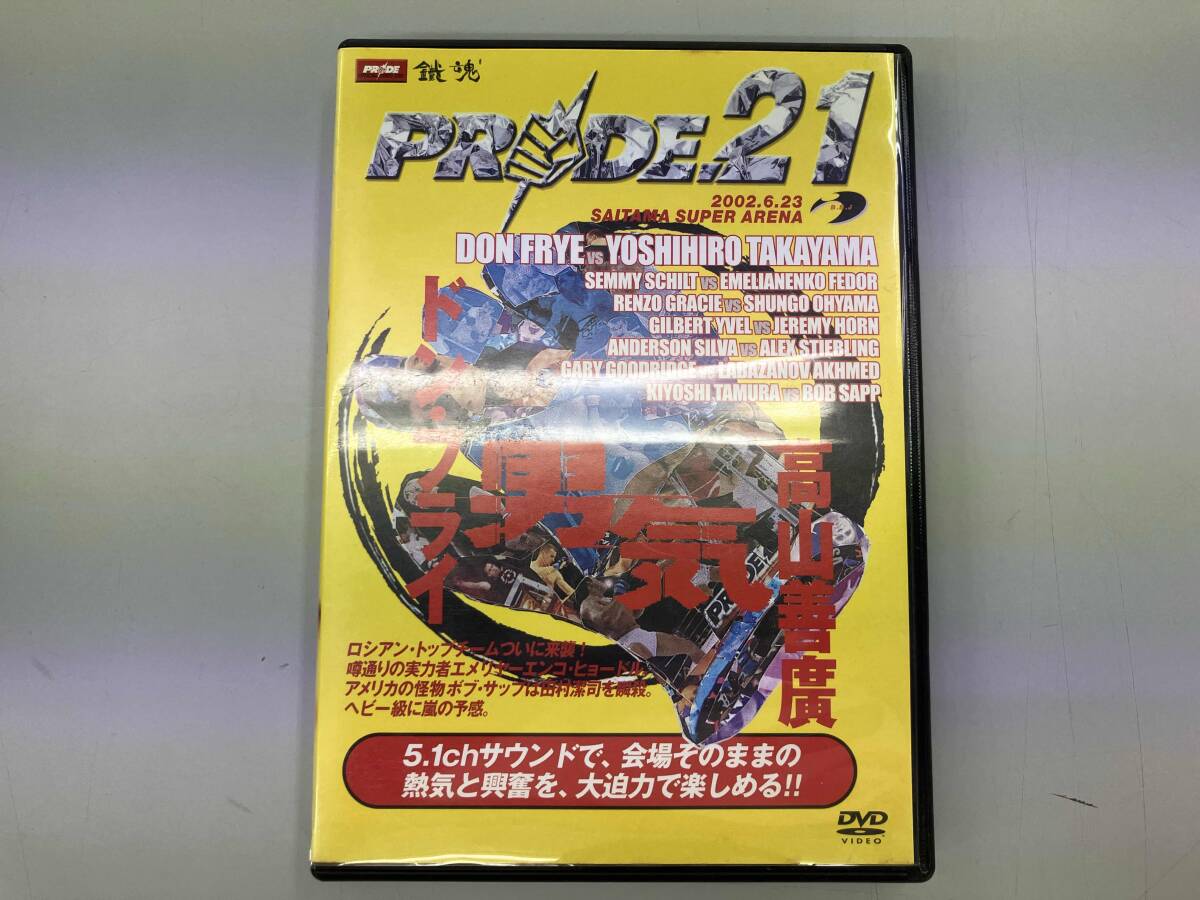 PRIDE 鐵魂
PRIDE.21
2002.6.23
SAITAMA SUPER ARENA
B.E.J
DON FRYE vs YOSHIHIRO TAKAYAMA
SEMMY SCHILT vs EMELIANENKO FEDOR
RENZO GRACIE vs SHUNGO OHYAMA
GILBERT YVEL vs JEREMY HORN
ANDERSON SILVA vs ALEX STIEBLING
GARY GOODRIDGE vs LABAZANOV AKHMED
KIYOSHI TAMURA vs BOB SAPP
ドン・フライ
男気
高山善廣
ロシアン・トップチームついに来襲!
噂通りの実力者エメリヤーエンコ・ヒョードル。
アメリカの怪物ボブ・サップは田村潔司を瞬殺。
ヘビー級に嵐の予感。
5.1chサウンドで、会場そのままの
熱気と興奮を、大迫力で楽しめる!!
DVD
VIDEO